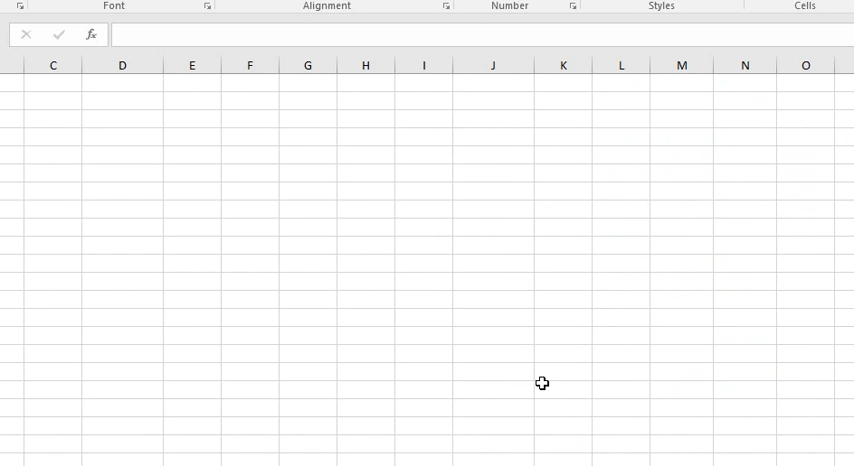 Font Alignment Number Styles Cells
fx
C D E F G H I J K L M N O